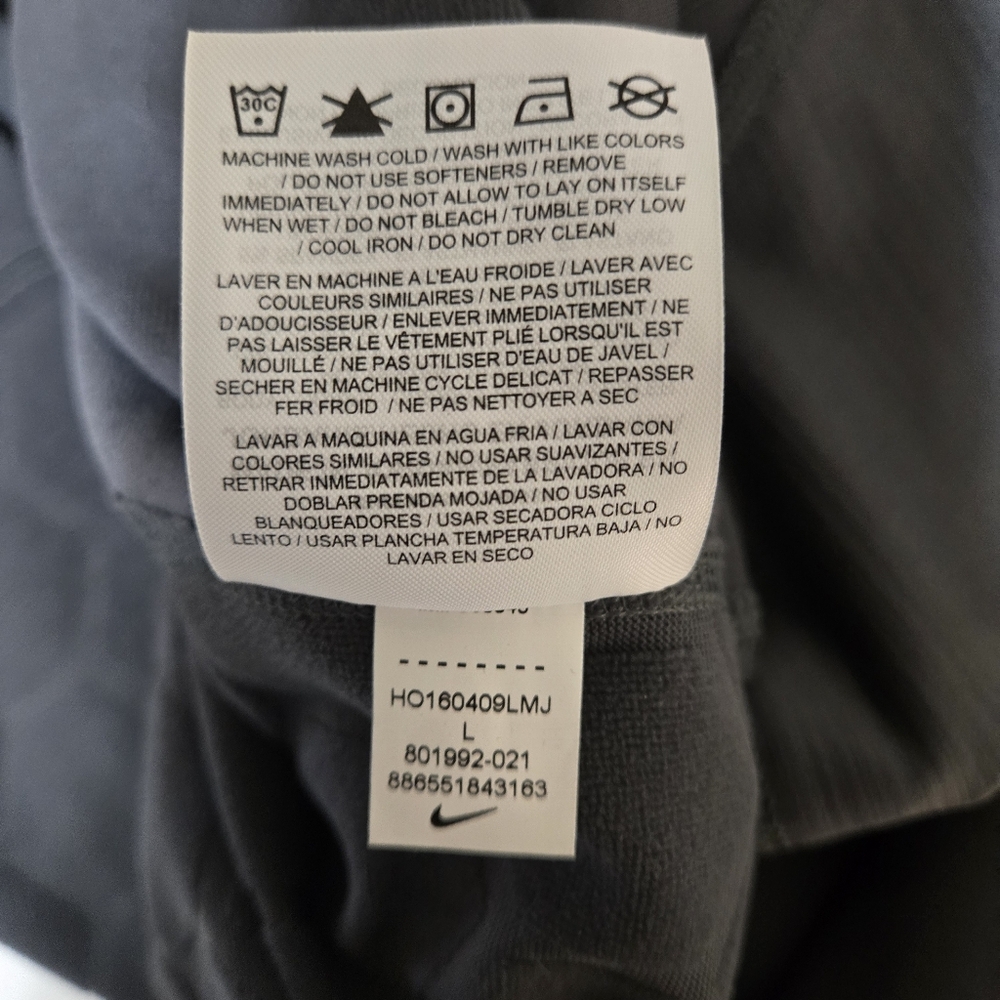 30C
MACHINE WASH COLD / WASH WITH LIKE COLORS
/ DO NOT USE SOFTENERS / REMOVE
IMMEDIATELY / DO NOT ALLOW TO LAY ON ITSELF
WHEN WET / DO NOT BLEACH / TUMBLE DRY LOW
/ COOL IRON / DO NOT DRY CLEAN
LAVER EN MACHINE A L'EAU FROIDE / LAVER AVEC
COULEURS SIMILAIRES / NE PAS UTILISER
D'ADOUCISSEUR / ENLEVER IMMEDIATEMENT / NE
PAS LAISSER LE VÊTEMENT PLIÉ LORSQU'IL EST
MOUILLÉ / NE PAS UTILISER D'EAU DE JAVEL /
SECHER EN MACHINE CYCLE DELICAT / REPASSER
FER FROID / NE PAS NETTOYER A SEC
LAVAR A MAQUINA EN AGUA FRIA / LAVAR CON
COLORES SIMILARES / NO USAR SUAVIZANTES /
RETIRAR INMEDIATAMENTE DE LA LAVADORA / NO
DOBLAR PRENDA MOJADA / NO USAR
BLANQUEADORES / USAR SECADORA CICLO
LENTO / USAR PLANCHA TEMPERATURA BAJA / NO
LAVAR EN SECO
--------
HO160409LMJ
L
801992-021
886551843163